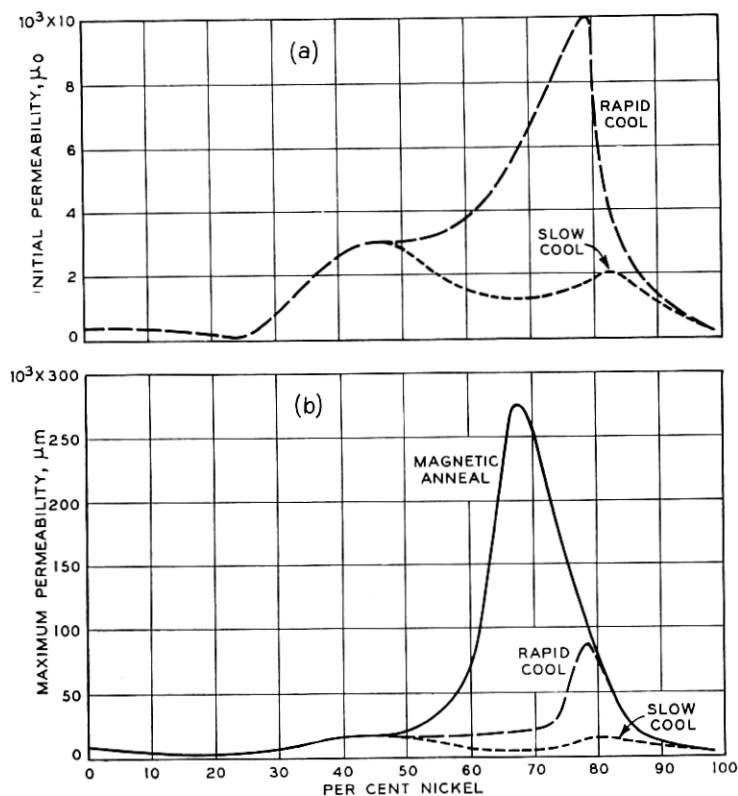 10³ X 10
(a)
8
RAPID
COOL
6
4
SLOW
COOL
2
0
INITIAL PERMEABILITY, μo
10³ X 300
(b)
250
MAGNETIC
ANNEAL
200
150
100
RAPID
COOL
50
SLOW
COOL
0
MAXIMUM PERMEABILITY, μm
0 10 20 30 40 50 60 70 80 90 100
PER CENT NICKEL